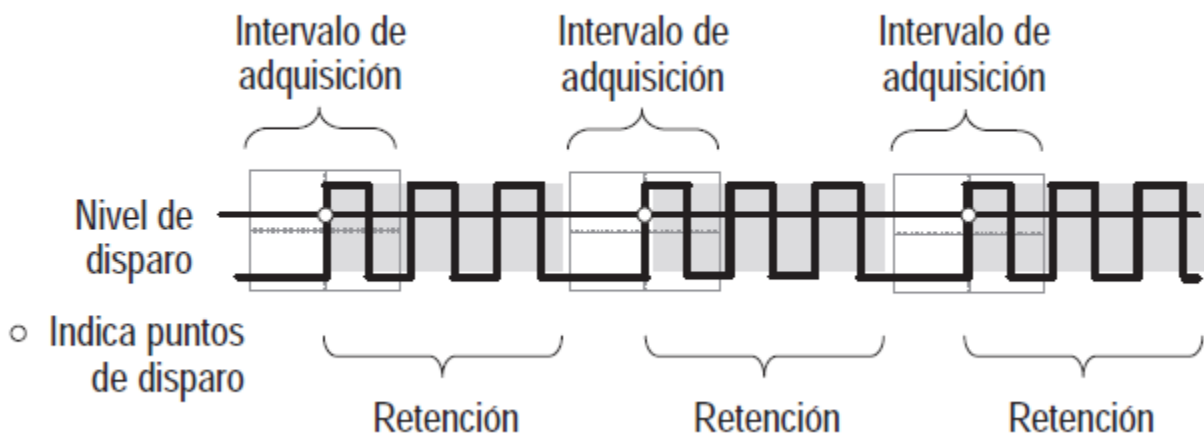 Intervalo de
adquisición
Intervalo de
adquisición
Intervalo de
adquisición
Nivel de
disparo
Indica puntos
de disparo
Retención
Retención
Retención